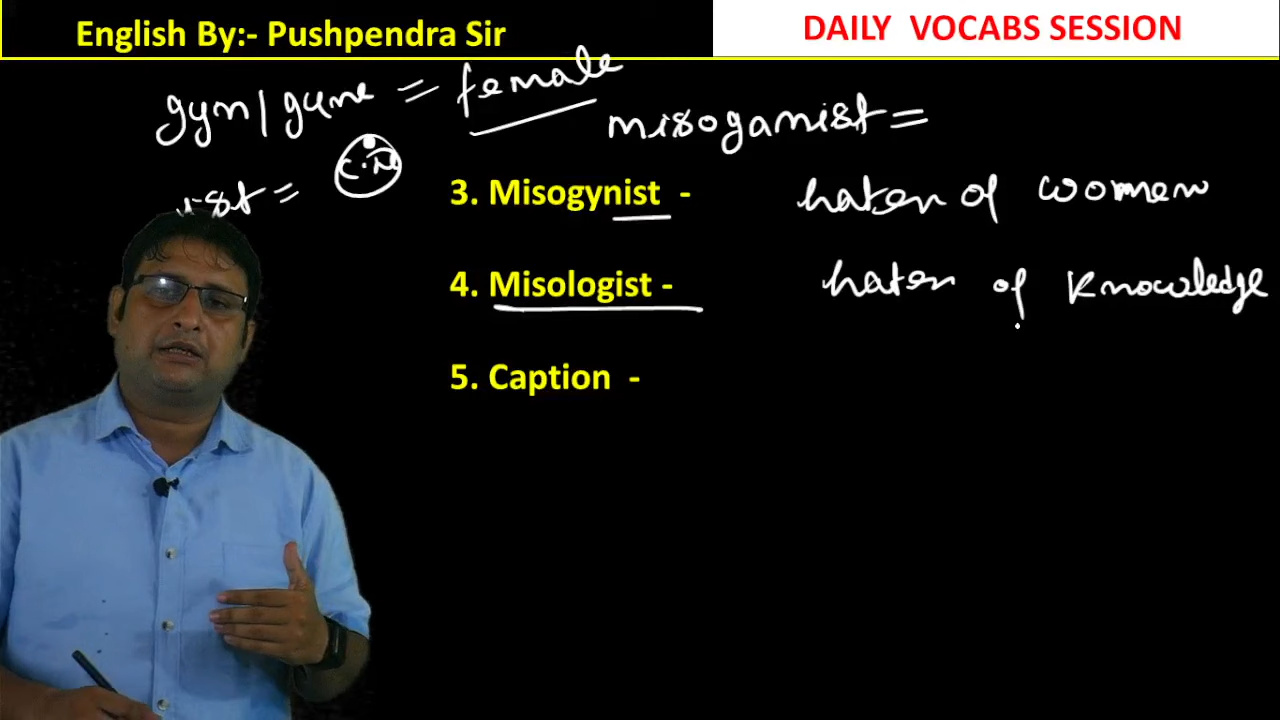 English By:- Pushpendra Sir
DAILY VOCABS SESSION
gyn/gyne = female
misogamist =
ist = C.N
3. Misogynist - hater of women
4. Misologist - hater of Knowledge
5. Caption -